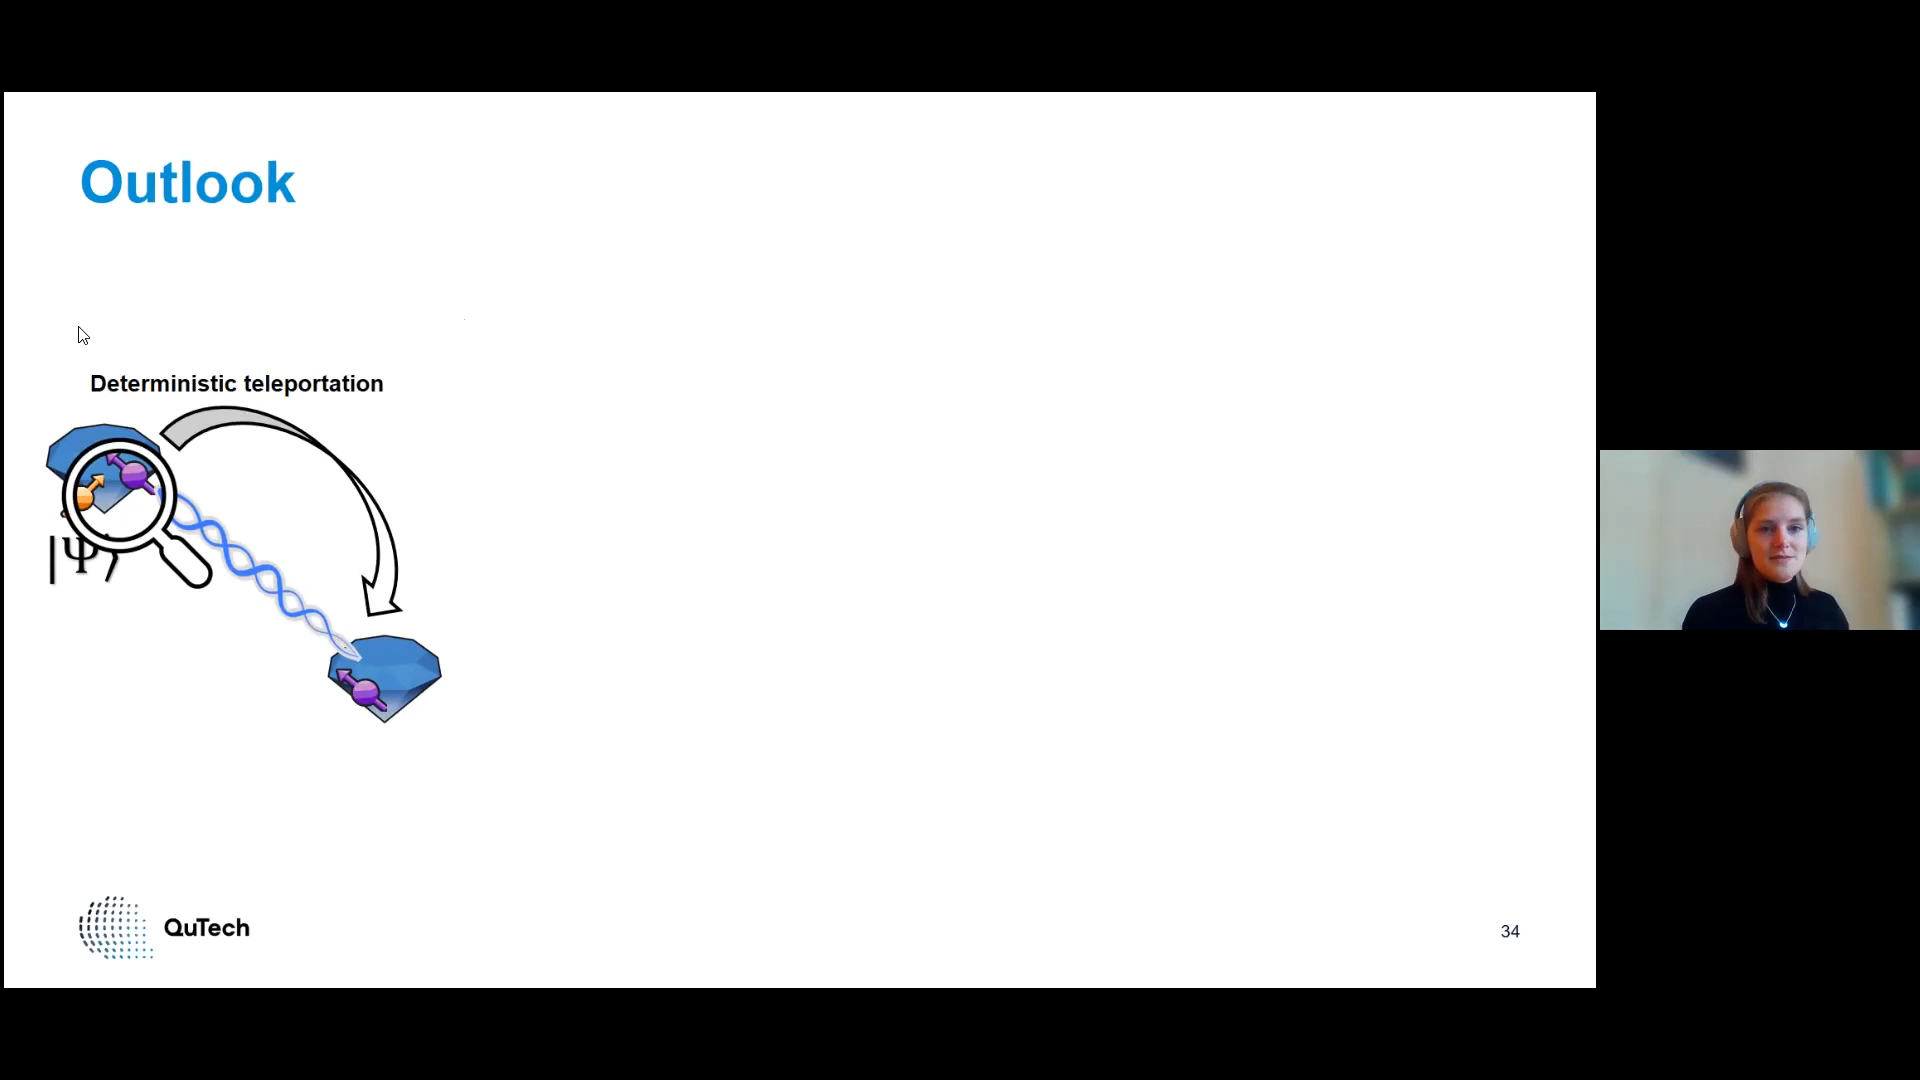 Outlook
Deterministic teleportation
|Ψ⟩
QuTech
34